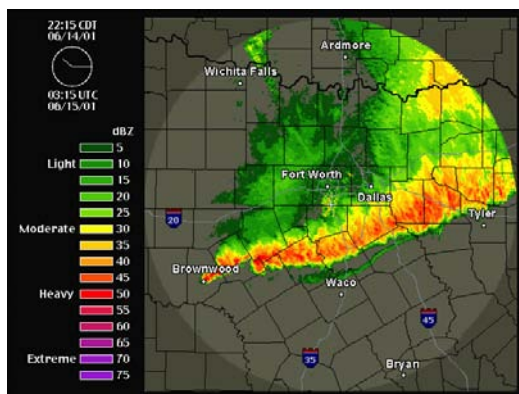 22:15 CDT
06/14/01
03:15 UTC
06/15/01
dBZ
5
Light 10
15
20
25
Moderate 30
35
40
45
Heavy 50
55
60
65
Extreme 70
75
Ardmore
Wichita Falls
Fort Worth
Dallas
20
Tyler
Brownwood
Waco
45
35
Bryan